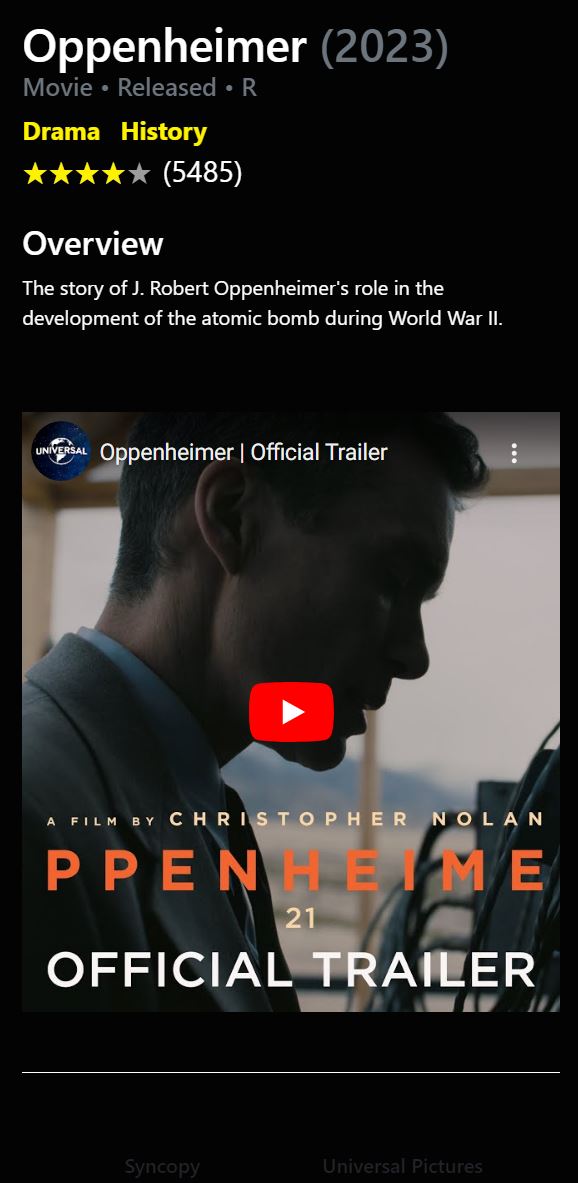 Oppenheimer (2023)
Movie • Released • R
Drama History
★★★★★ (5485)
Overview
The story of J. Robert Oppenheimer's role in the
development of the atomic bomb during World War II.
UNIVERSAL
Oppenheimer | Official Trailer
A FILM BY CHRISTOPHER NOLAN
PPENHEIME
21
OFFICIAL TRAILER
Syncopy Universal Pictures